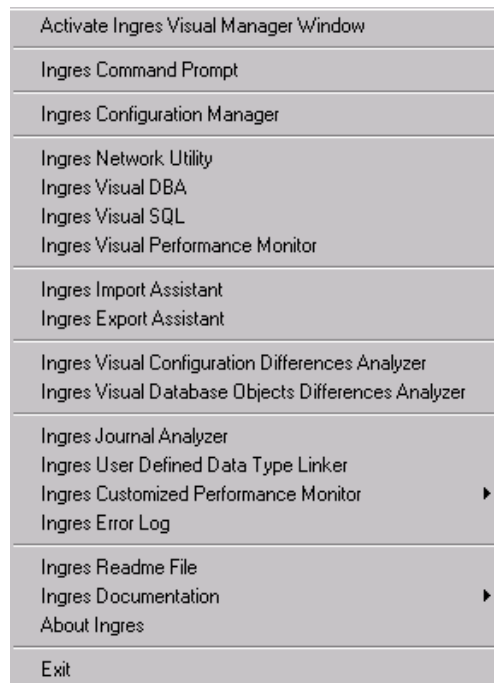 Activate Ingres Visual Manager Window
Ingres Command Prompt
Ingres Configuration Manager
Ingres Network Utility
Ingres Visual DBA
Ingres Visual SQL
Ingres Visual Performance Monitor
Ingres Import Assistant
Ingres Export Assistant
Ingres Visual Configuration Differences Analyzer
Ingres Visual Database Objects Differences Analyzer
Ingres Journal Analyzer
Ingres User Defined Data Type Linker
Ingres Customized Performance Monitor
Ingres Error Log
Ingres Readme File
Ingres Documentation
About Ingres
Exit